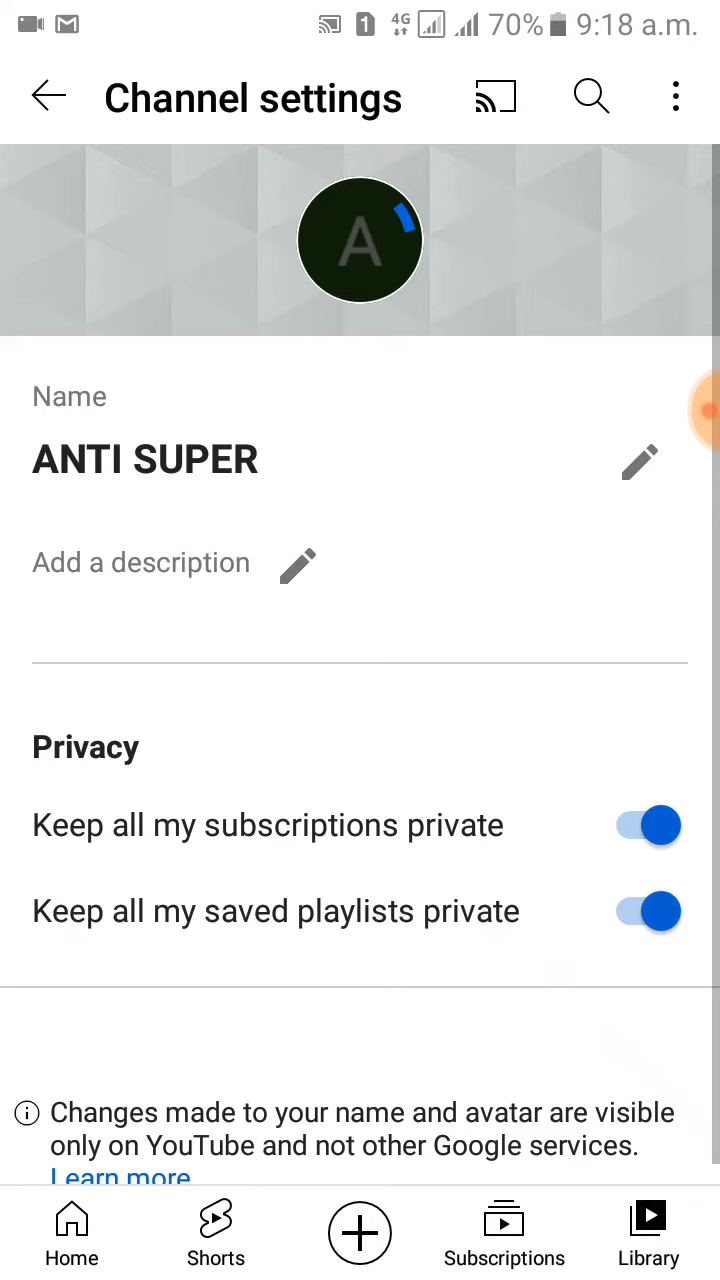 1 4G 70% 9:18 a.m.
Channel settings
A
Name
ANTI SUPER
Add a description
Privacy
Keep all my subscriptions private
Keep all my saved playlists private
Changes made to your name and avatar are visible
only on YouTube and not other Google services.
Learn more
Home Shorts Subscriptions Library